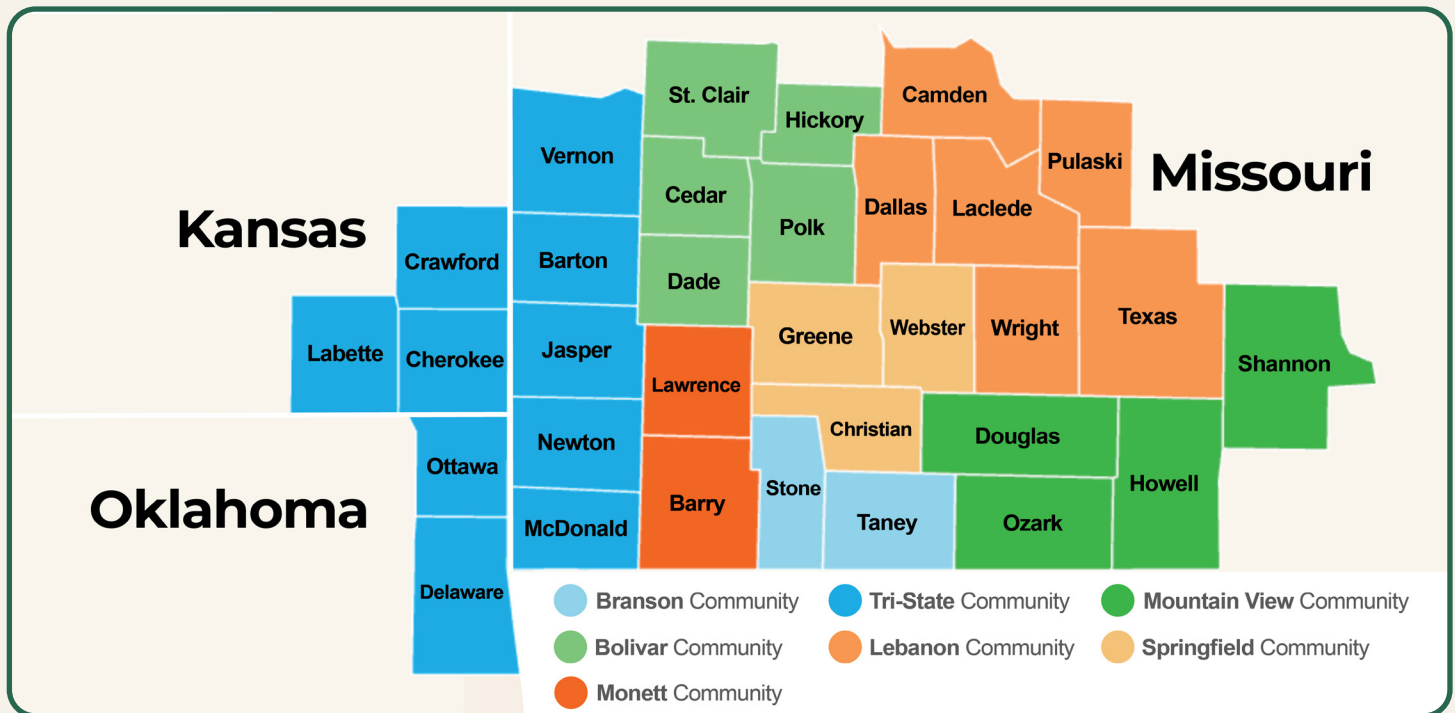 St. Clair
Camden
Hickory
Vernon
Pulaski
Missouri
Cedar
Dallas
Laclede
Kansas
Polk
Crawford
Barton
Dade
Texas
Greene
Webster
Wright
Labette
Cherokee
Jasper
Shannon
Lawrence
Christian
Newton
Douglas
Ottawa
Howell
Stone
Oklahoma
Barry
Taney
Ozark
McDonald
Delaware
Branson Community
Tri-State Community
Mountain View Community
Bolivar Community
Lebanon Community
Springfield Community
Monett Community